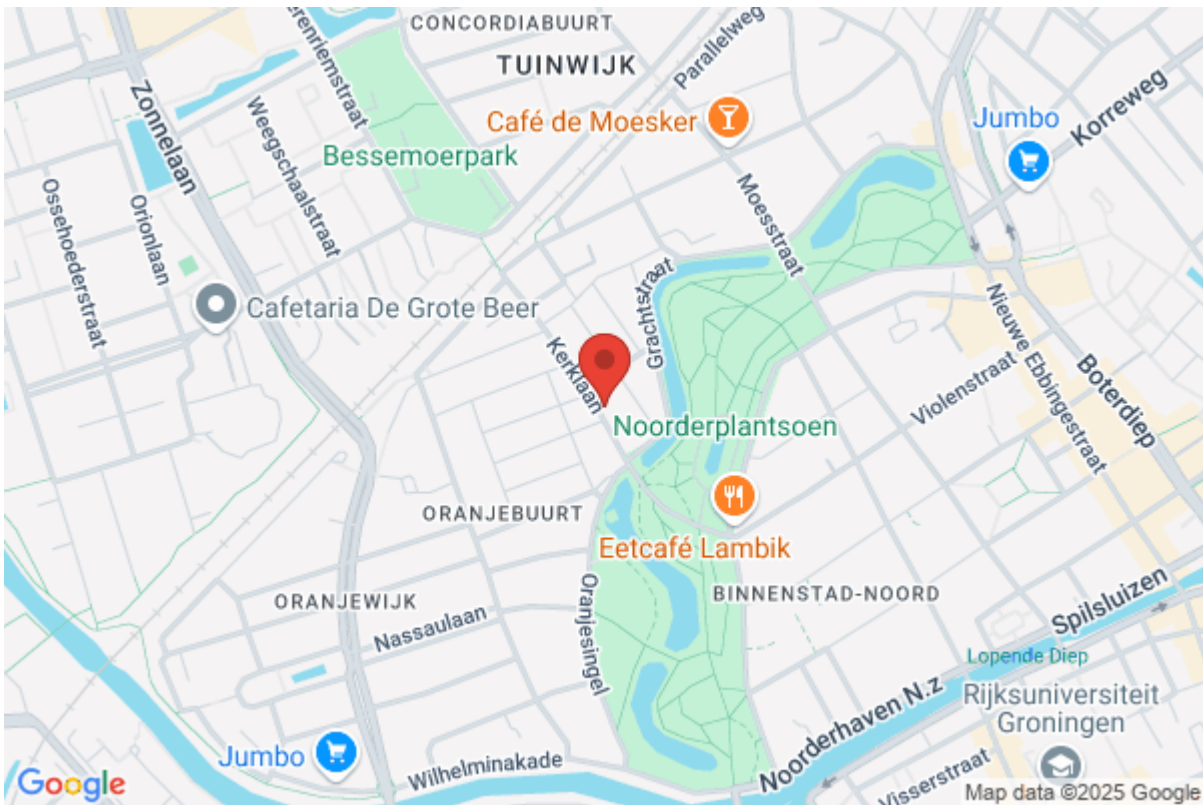 CONCORDIABUURT
TUINWIJK
Parallelweg
Zonnelaan
Weegschaalstraat
Café de Moesker
Jumbo
Korreweg
Bessemoerpark
Ossehoederstraat
Orionlaan
Moesstraat
Grachtstraat
Cafetaria De Grote Beer
Nieuwe Ebbingestraat
Kerklaan
Violenstraat
Boterdiep
Noorderplantsoen
ORANJEBUURT
Eetcafé Lambik
ORANJEWIJK
BINNENSTAD-NOORD
Spilsluizen
Nassaulaan
Oranjesingel
Lopende Diep
Noorderhaven N.z
Rijksuniversiteit
Groningen
Jumbo
Wilhelminakade
Visserstraat
Google
Map data ©2025 Google